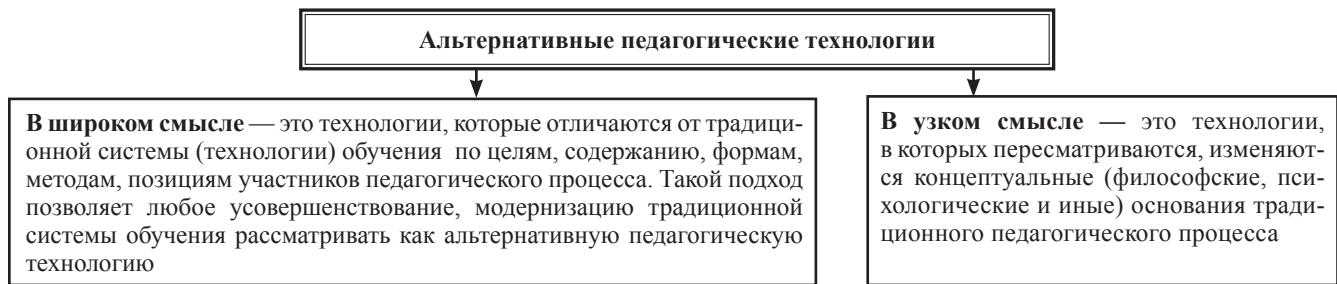 Альтернативные педагогические технологии
В широком смысле — это технологии, которые отличаются от традици-
онной системы (технологии) обучения по целям, содержанию, формам,
методам, позициям участников педагогического процесса. Такой подход
позволяет любое усовершенствование, модернизацию традиционной
системы обучения рассматривать как альтернативную педагогическую
технологию
В узком смысле — это технологии,
в которых пересматриваются, изменяют-
ся концептуальные (философские, пси-
хологические и иные) основания тради-
ционного педагогического процесса